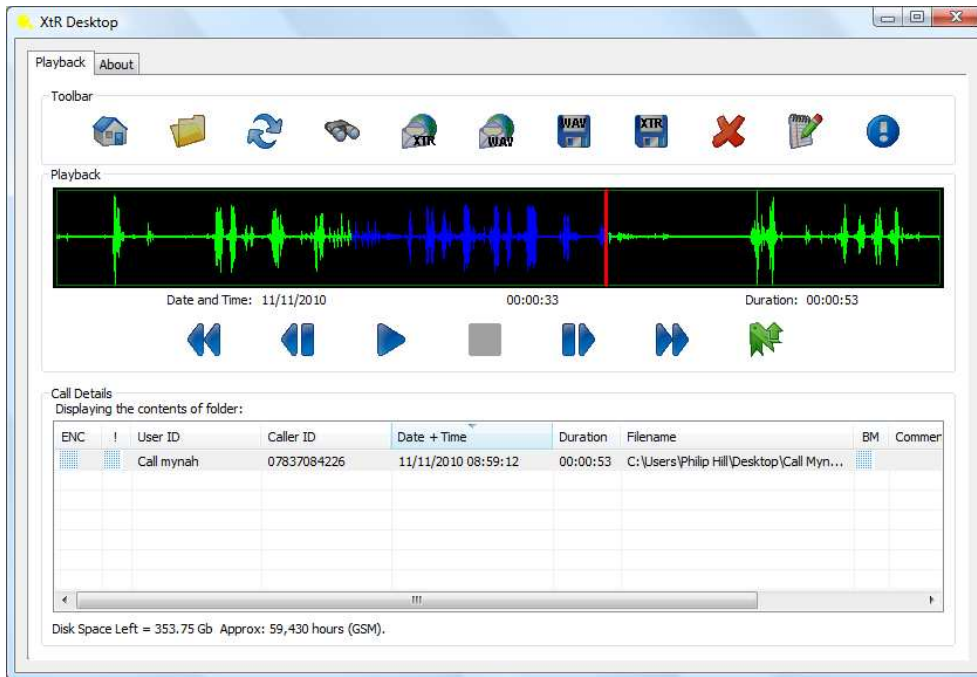 XtR Desktop
Playback About
Toolbar
XTR WAV WAV XTR
Playback
Date and Time: 11/11/2010 00:00:33 Duration: 00:00:53
Call Details
Displaying the contents of folder:
ENC ! User ID Caller ID Date + Time Duration Filename BM Commer
Call mynah 07837084226 11/11/2010 08:59:12 00:00:53 C:\Users\Philip Hill\Desktop\Call Myn...
Disk Space Left = 353.75 Gb Approx: 59,430 hours (GSM).